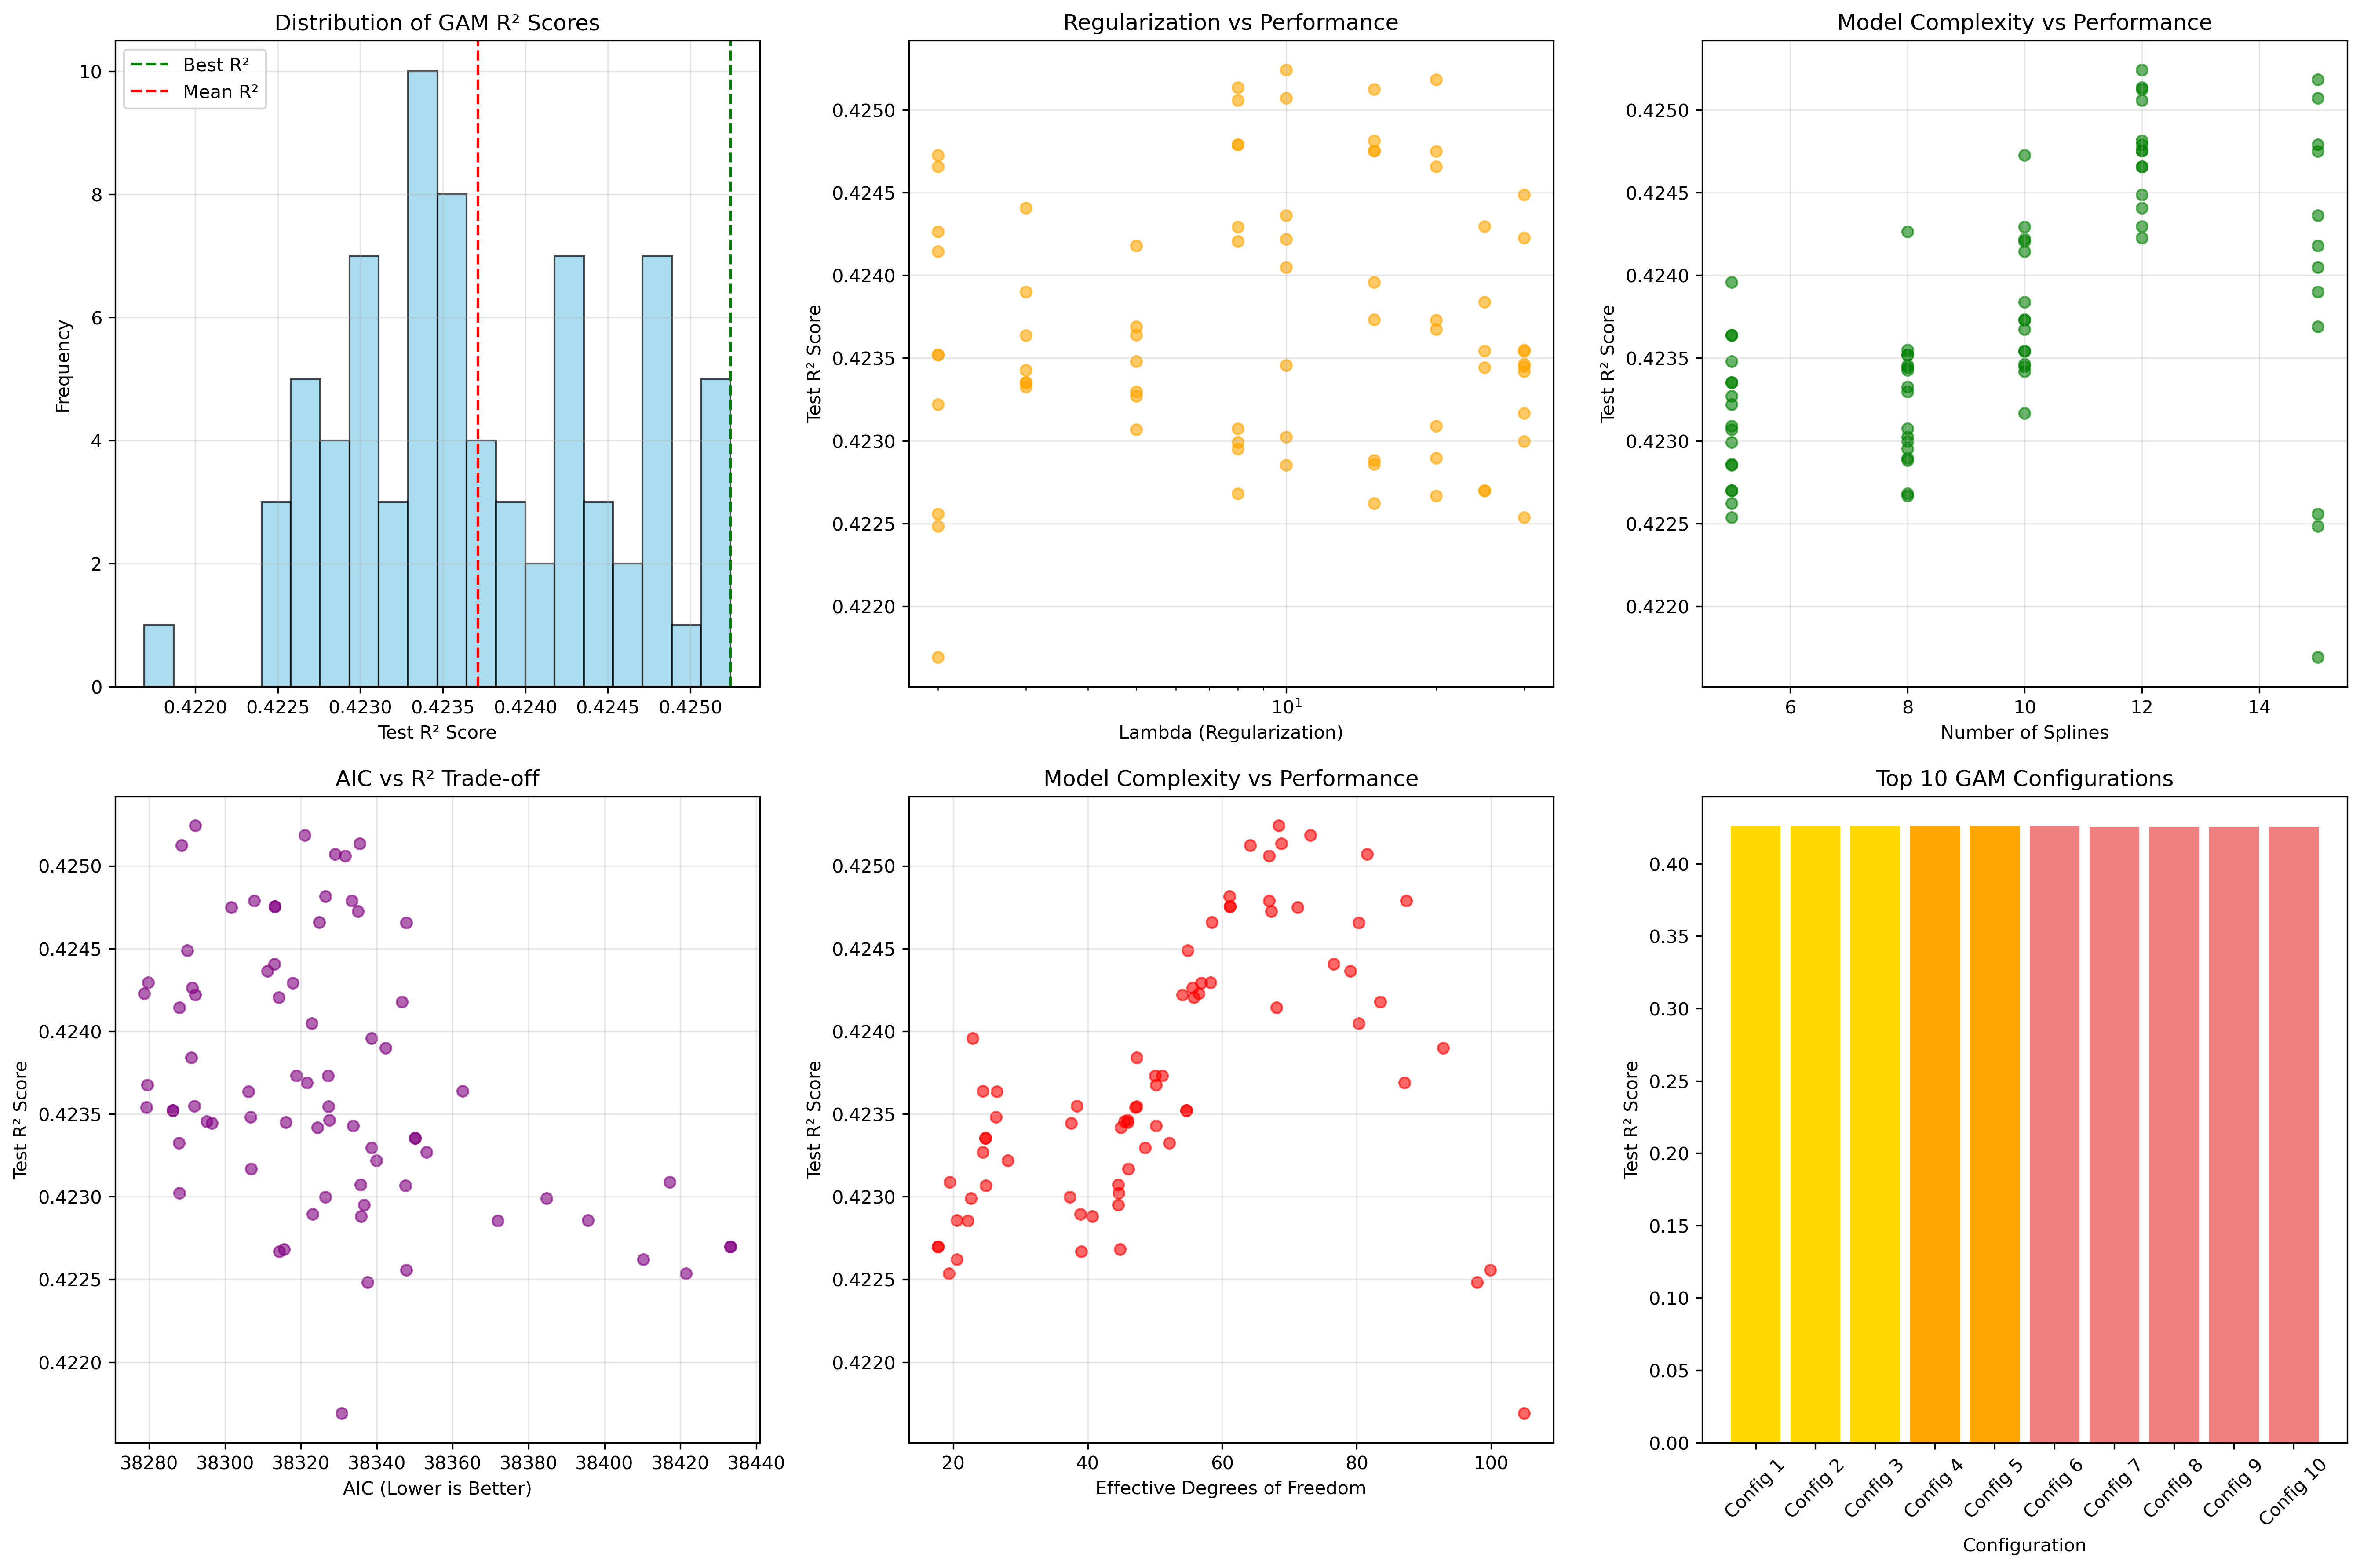 Distribution of GAM R² Scores
Best R²
Mean R²
10
8
6
4
2
0
Frequency
0.4220 0.4225 0.4230 0.4235 0.4240 0.4245 0.4250
Test R² Score
Regularization vs Performance
0.4250
0.4245
0.4240
0.4235
0.4230
0.4225
0.4220
Test R² Score
10¹
Lambda (Regularization)
Model Complexity vs Performance
0.4250
0.4245
0.4240
0.4235
0.4230
0.4225
0.4220
Test R² Score
6 8 10 12 14
Number of Splines
AIC vs R² Trade-off
0.4250
0.4245
0.4240
0.4235
0.4230
0.4225
0.4220
Test R² Score
38280 38300 38320 38340 38360 38380 38400 38420 38440
AIC (Lower is Better)
Model Complexity vs Performance
0.4250
0.4245
0.4240
0.4235
0.4230
0.4225
0.4220
Test R² Score
20 40 60 80 100
Effective Degrees of Freedom
Top 10 GAM Configurations
0.40
0.35
0.30
0.25
0.20
0.15
0.10
0.05
0.00
Test R² Score
Config 1
Config 2
Config 3
Config 4
Config 5
Config 6
Config 7
Config 8
Config 9
Config 10
Configuration